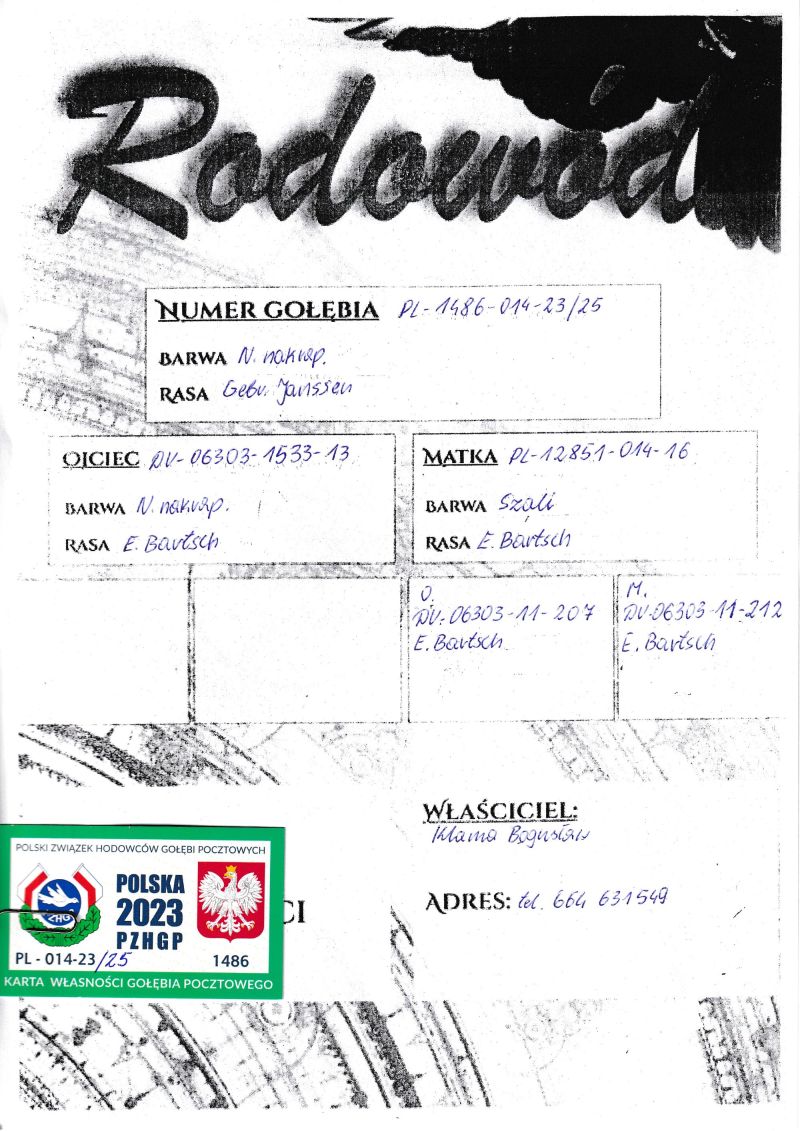 Rodowód
NUMER GOŁĘBIA PL-1486-014-23/25
BARWA N. nakrap.
RASA Gebr. Janssen
OJCIEC DV-06303-1533-13
BARWA N. nakrap.
RASA E. Bartsch
MATKA PL-12851-014-16
BARWA Szali
RASA E. Bartsch
O.
DV-06303-11-207
E. Bartsch
M.
DV-06303-11-212
E. Bartsch
WŁAŚCICIEL:
Klama Bogusław
ADRES: tel. 664 631549
POLSKI ZWIĄZEK HODOWCÓW GOŁĘBI POCZTOWYCH
ZHG
POLSKA
2023
PZHGP
PL - 014-23/25
1486
KARTA WŁASNOŚCI GOŁĘBIA POCZTOWEGO
CI